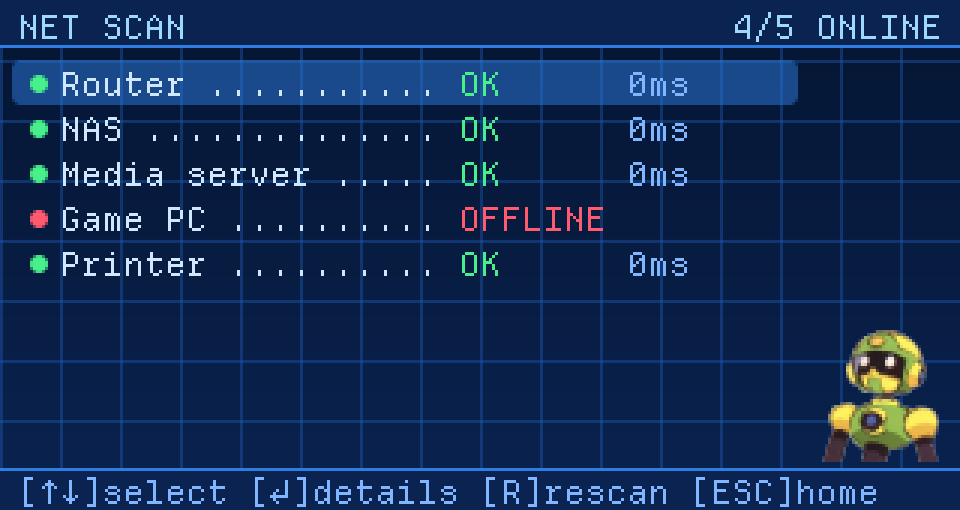 NET SCAN 4/5 ONLINE
Router ........... OK 0ms
NAS .............. OK 0ms
Media server ..... OK 0ms
Game PC .......... OFFLINE
Printer .......... OK 0ms
[↑↓]select [↲]details [R]rescan [ESC]home